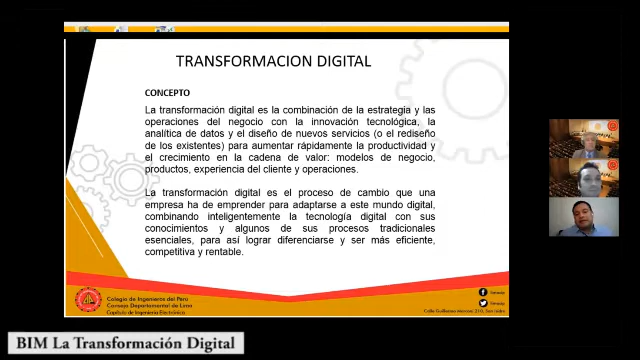 TRANSFORMACION DIGITAL
CONCEPTO
La transformación digital es la combinación de la estrategia y las
operaciones del negocio con la innovación tecnológica, la
analítica de datos y el diseño de nuevos servicios (o el rediseño
de los existentes) para aumentar rápidamente la productividad y
el crecimiento en la cadena de valor: modelos de negocio,
productos, experiencia del cliente y operaciones.
La transformación digital es el proceso de cambio que una
empresa ha de emprender para adaptarse a este mundo digital,
combinando inteligentemente la tecnología digital con sus
conocimientos y algunos de sus procesos tradicionales
esenciales, para así lograr diferenciarse y ser más eficiente,
competitiva y rentable.
Colegio de Ingenieros del Perú
Consejo Departamental de Lima
Capítulo de Ingeniería Electrónica
BIM La Transformación Digital